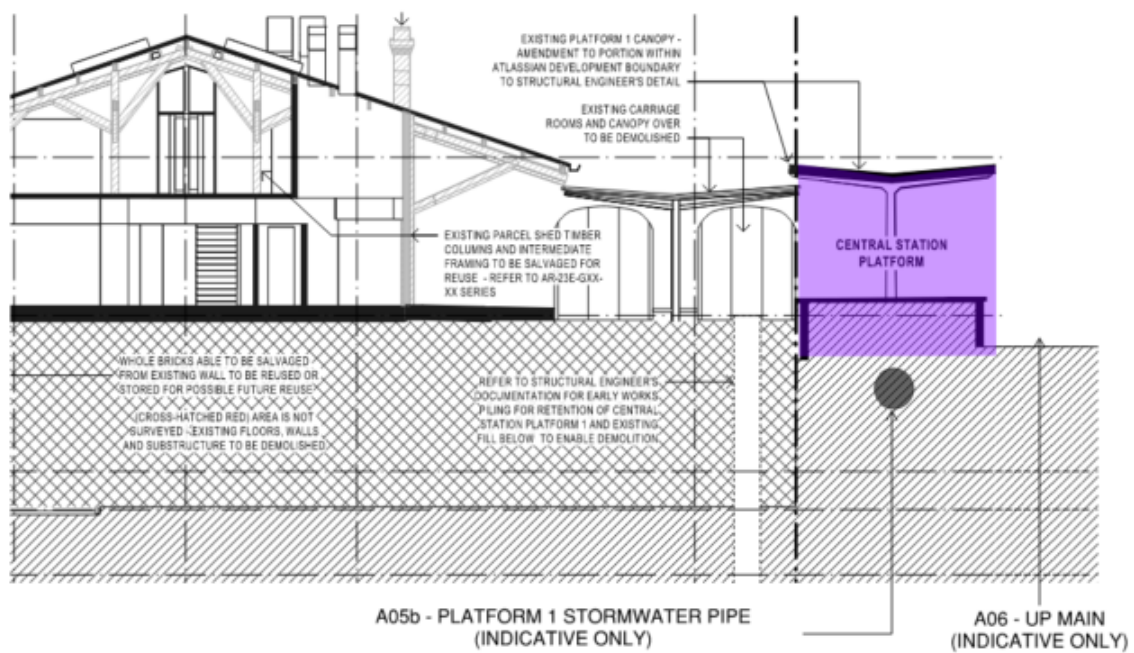 EXISTING PLATFORM 1 CANOPY -
AMENDMENT TO PORTION WITHIN
ATLASSIAN DEVELOPMENT BOUNDARY
TO STRUCTURAL ENGINEER'S DETAIL
EXISTING CARRIAGE
ROOMS AND CANOPY OVER
TO BE DEMOLISHED
CENTRAL STATION
PLATFORM
EXISTING PARCEL SHED TIMBER
COLUMNS AND INTERMEDIATE
FRAMING TO BE SALVAGED FOR
REUSE - REFER TO AR-23E-GXX-
XX SERIES
WHOLE BRICKS ABLE TO BE SALVAGED
FROM EXISTING WALL TO BE REUSED OR
STORED FOR POSSIBLE FUTURE REUSE
(CROSS-HATCHED RED) AREA IS NOT
SURVEYED - EXISTING FLOORS, WALLS
AND SUBSTRUCTURE TO BE DEMOLISHED
REFER TO STRUCTURAL ENGINEER'S
DOCUMENTATION FOR EARLY WORKS
PILING FOR RETENTION OF CENTRAL
STATION PLATFORM 1 AND EXISTING
FILL BELOW TO ENABLE DEMOLITION
A05b - PLATFORM 1 STORMWATER PIPE
(INDICATIVE ONLY)
A06 - UP MAIN
(INDICATIVE ONLY)